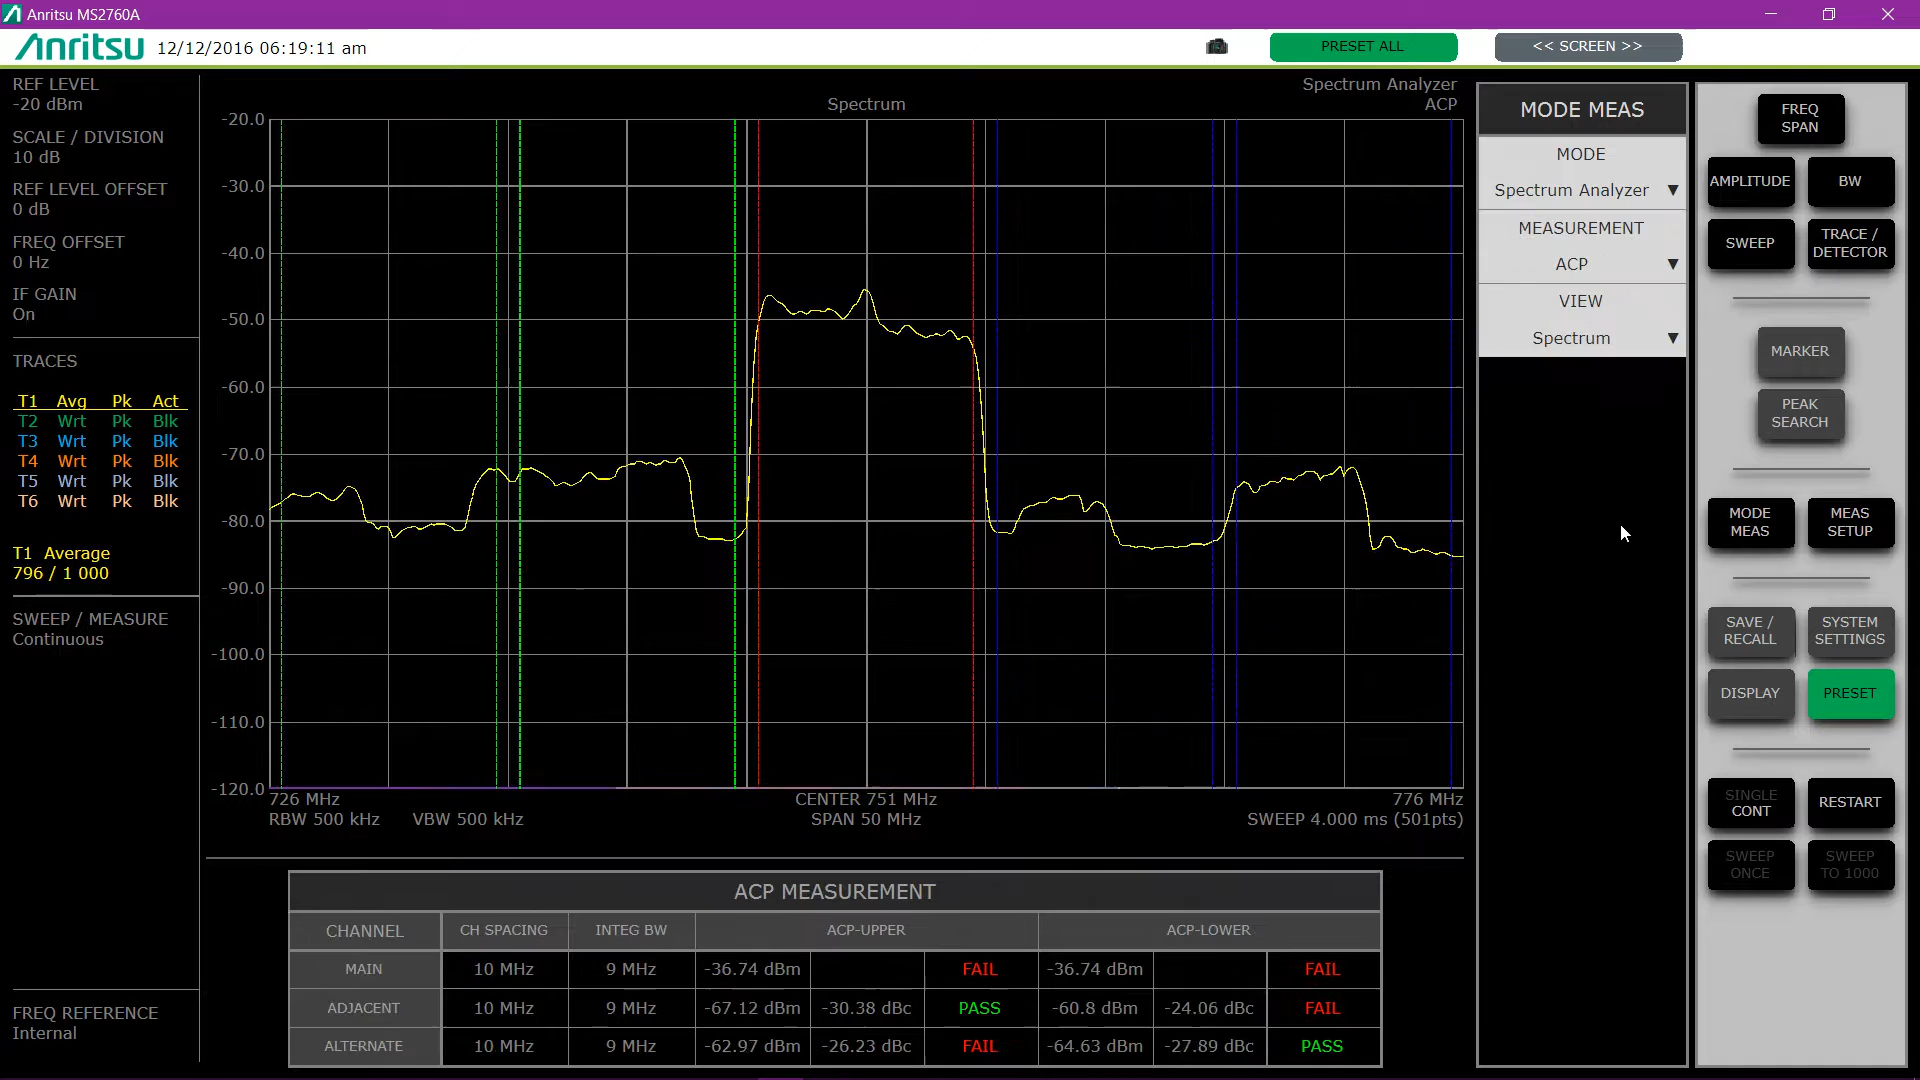 Anritsu MS2760A
Anritsu 12/12/2016 06:19:11 am
PRESET ALL
<< SCREEN >>
REF LEVEL
-20 dBm
SCALE / DIVISION
10 dB
REF LEVEL OFFSET
0 dB
FREQ OFFSET
0 Hz
IF GAIN
On
TRACES
T1 Avg Pk Act
T2 Wrt Pk Blk
T3 Wrt Pk Blk
T4 Wrt Pk Blk
T5 Wrt Pk Blk
T6 Wrt Pk Blk
T1 Average
796 / 1 000
SWEEP / MEASURE
Continuous
FREQ REFERENCE
Internal
Spectrum
Spectrum Analyzer
ACP
-20.0
-30.0
-40.0
-50.0
-60.0
-70.0
-80.0
-90.0
-100.0
-110.0
-120.0
726 MHz CENTER 751 MHz 776 MHz
RBW 500 kHz VBW 500 kHz SPAN 50 MHz SWEEP 4.000 ms (501pts)
ACP MEASUREMENT
CHANNEL CH SPACING INTEG BW ACP-UPPER ACP-LOWER
MAIN 10 MHz 9 MHz -36.74 dBm FAIL -36.74 dBm FAIL
ADJACENT 10 MHz 9 MHz -67.12 dBm -30.38 dBc PASS -60.8 dBm -24.06 dBc FAIL
ALTERNATE 10 MHz 9 MHz -62.97 dBm -26.23 dBc FAIL -64.63 dBm -27.89 dBc PASS
MODE MEAS
MODE
Spectrum Analyzer
MEASUREMENT
ACP
VIEW
Spectrum
FREQ
SPAN
AMPLITUDE
BW
SWEEP
TRACE /
DETECTOR
MARKER
PEAK
SEARCH
MODE
MEAS
MEAS
SETUP
SAVE /
RECALL
SYSTEM
SETTINGS
DISPLAY
PRESET
SINGLE
CONT
RESTART
SWEEP
ONCE
SWEEP
TO 1000